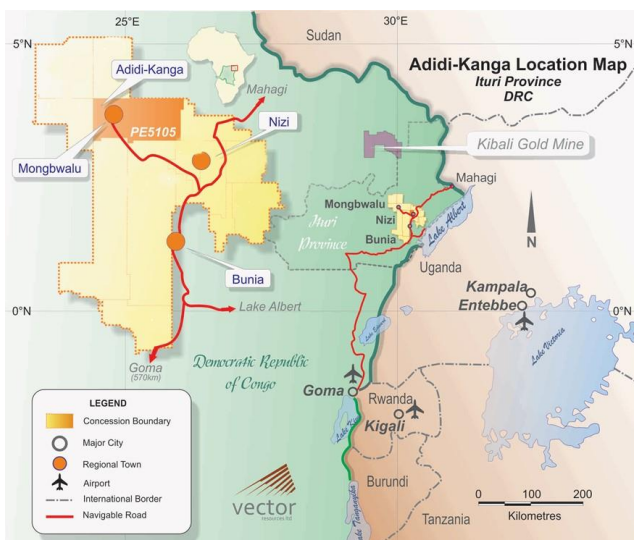 25°E
30°E
5°N
5°N
Sudan
Adidi-Kanga Location Map
Ituri Province
DRC
Adidi-Kanga
Mahagi
PE5105
Nizi
Mongbwalu
Kibali Gold Mine
Mahagi
Mongbwalu
Nizi
Bunia
Ituri
Province
Lake Albert
N
Bunia
Uganda
Kampala
Entebbe
Lake Albert
0°N
0°N
Lake Victoria
Goma
(570km)
Democratic Republic
of Congo
Goma
Rwanda
Kigali
LEGEND
Concession Boundary
Major City
Regional Town
Airport
International Border
Navigable Road
vector
resources ltd
Burundi
Lake Tanganyika
Tanzania
0 100 200
Kilometres